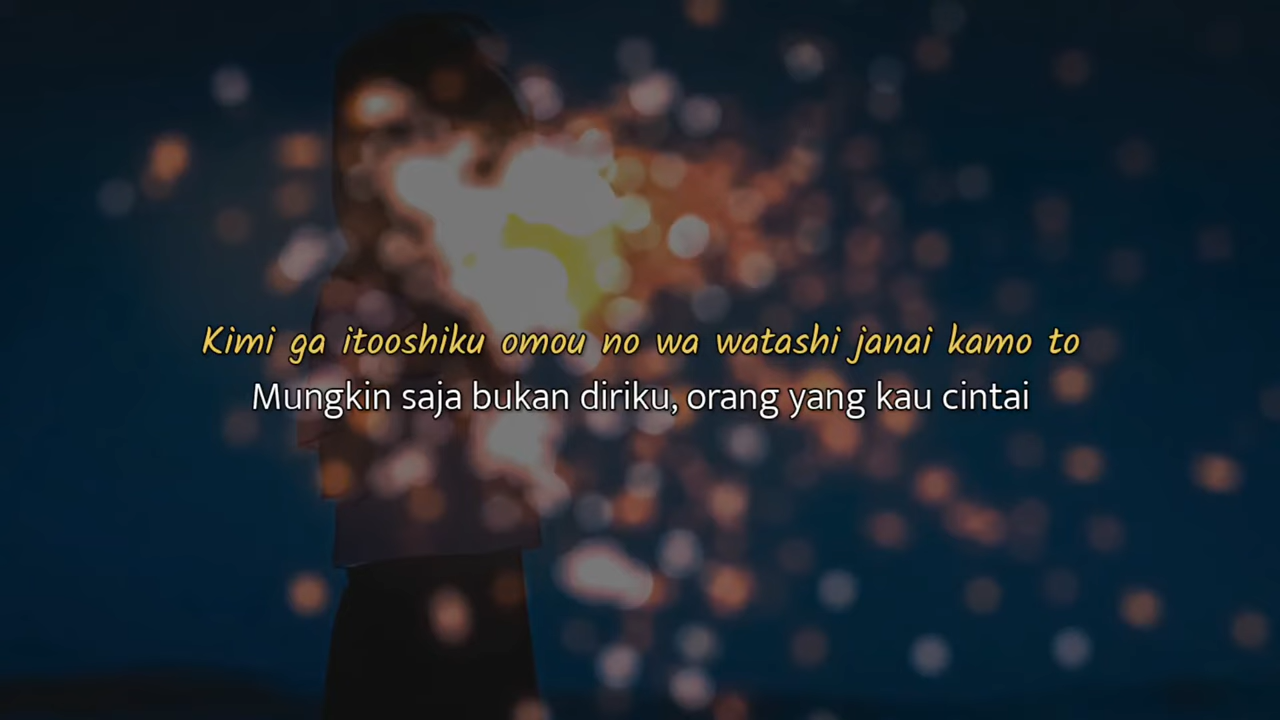 Kimi ga itooshiku omou no wa watashi janai kamo to
Mungkin saja bukan diriku, orang yang kau cintai